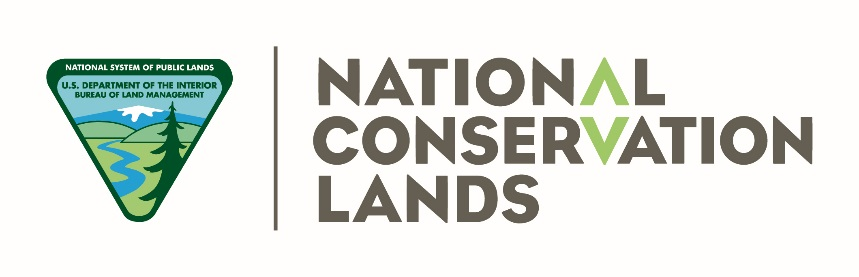 NATIONAL SYSTEM OF PUBLIC LANDS
U.S. DEPARTMENT OF THE INTERIOR
BUREAU OF LAND MANAGEMENT
NATIONAL
CONSERVATION
LANDS